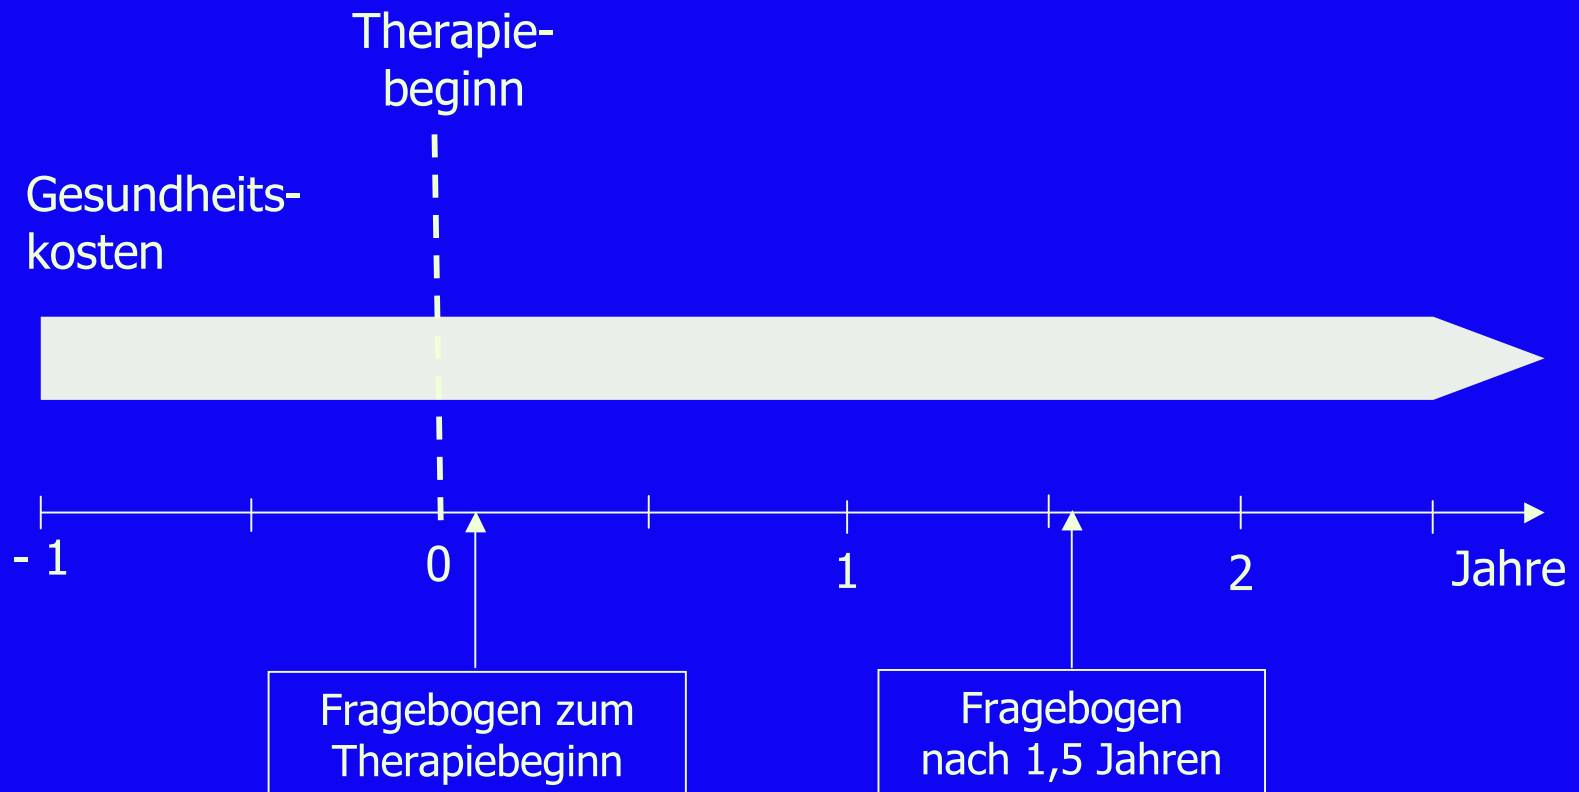 Therapie-
beginn
Gesundheits-
kosten
- 1
0
1
2
Jahre
Fragebogen zum
Therapiebeginn
Fragebogen
nach 1,5 Jahren